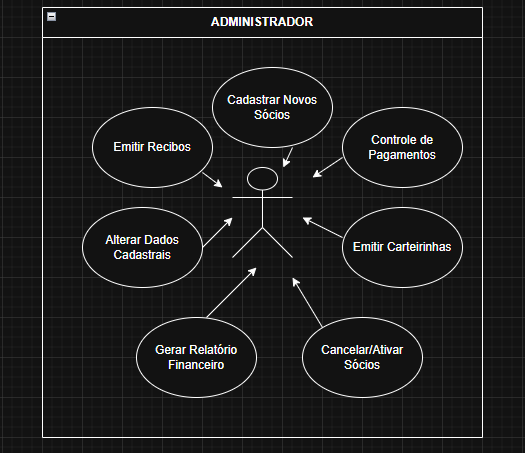 ADMINISTRADOR
Cadastrar Novos
Sócios
Emitir Recibos
Controle de
Pagamentos
Alterar Dados
Cadastrais
Emitir Carteirinhas
Gerar Relatório
Financeiro
Cancelar/Ativar
Sócios